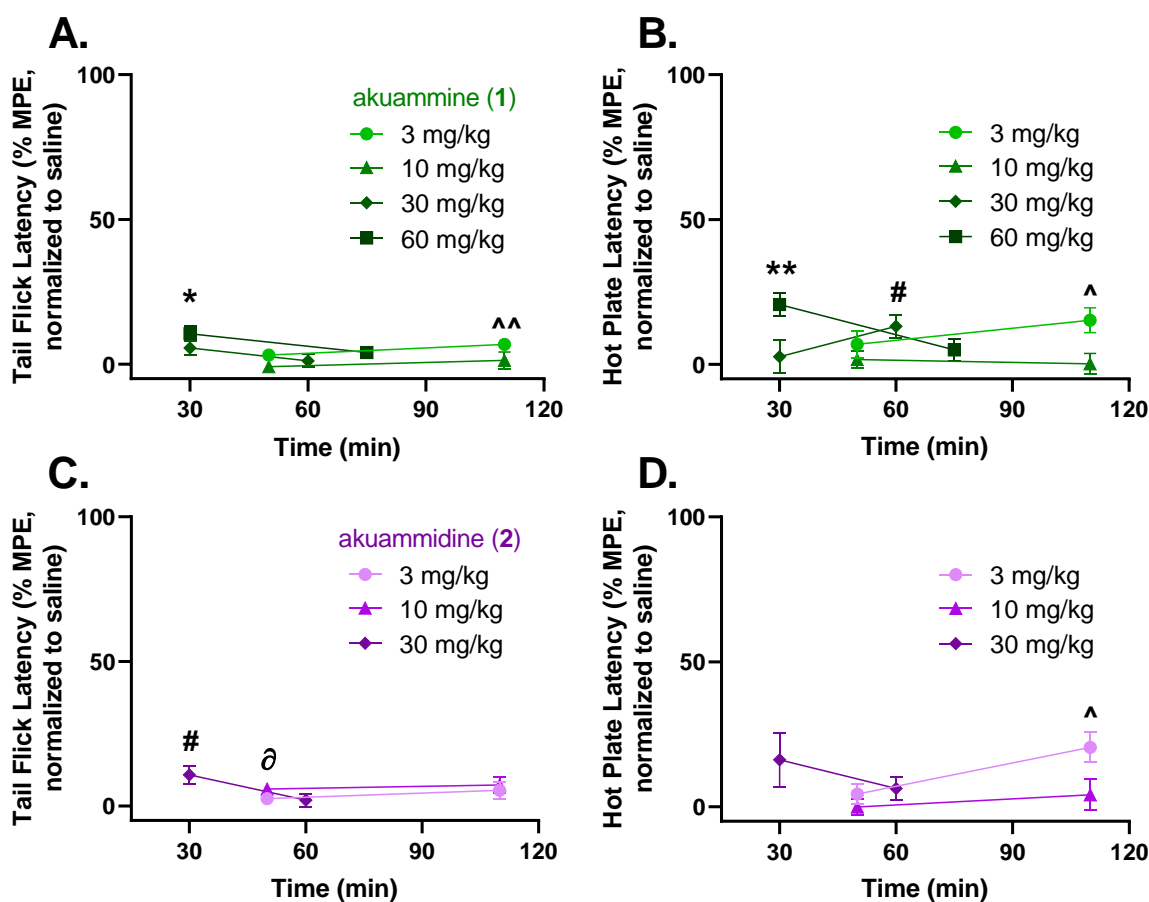 A.
Tail Flick Latency (% MPE,
normalized to saline)
100
50
0
akuammine (1)
3 mg/kg
10 mg/kg
30 mg/kg
60 mg/kg
*
^^
30
60
90
120
Time (min)
B.
Hot Plate Latency (% MPE,
normalized to saline)
100
50
0
3 mg/kg
10 mg/kg
30 mg/kg
60 mg/kg
**
#
^
30
60
90
120
Time (min)
C.
Tail Flick Latency (% MPE,
normalized to saline)
100
50
0
akuammidine (2)
3 mg/kg
10 mg/kg
30 mg/kg
#
∂
30
60
90
120
Time (min)
D.
Hot Plate Latency (% MPE,
normalized to saline)
100
50
0
3 mg/kg
10 mg/kg
30 mg/kg
^
30
60
90
120
Time (min)